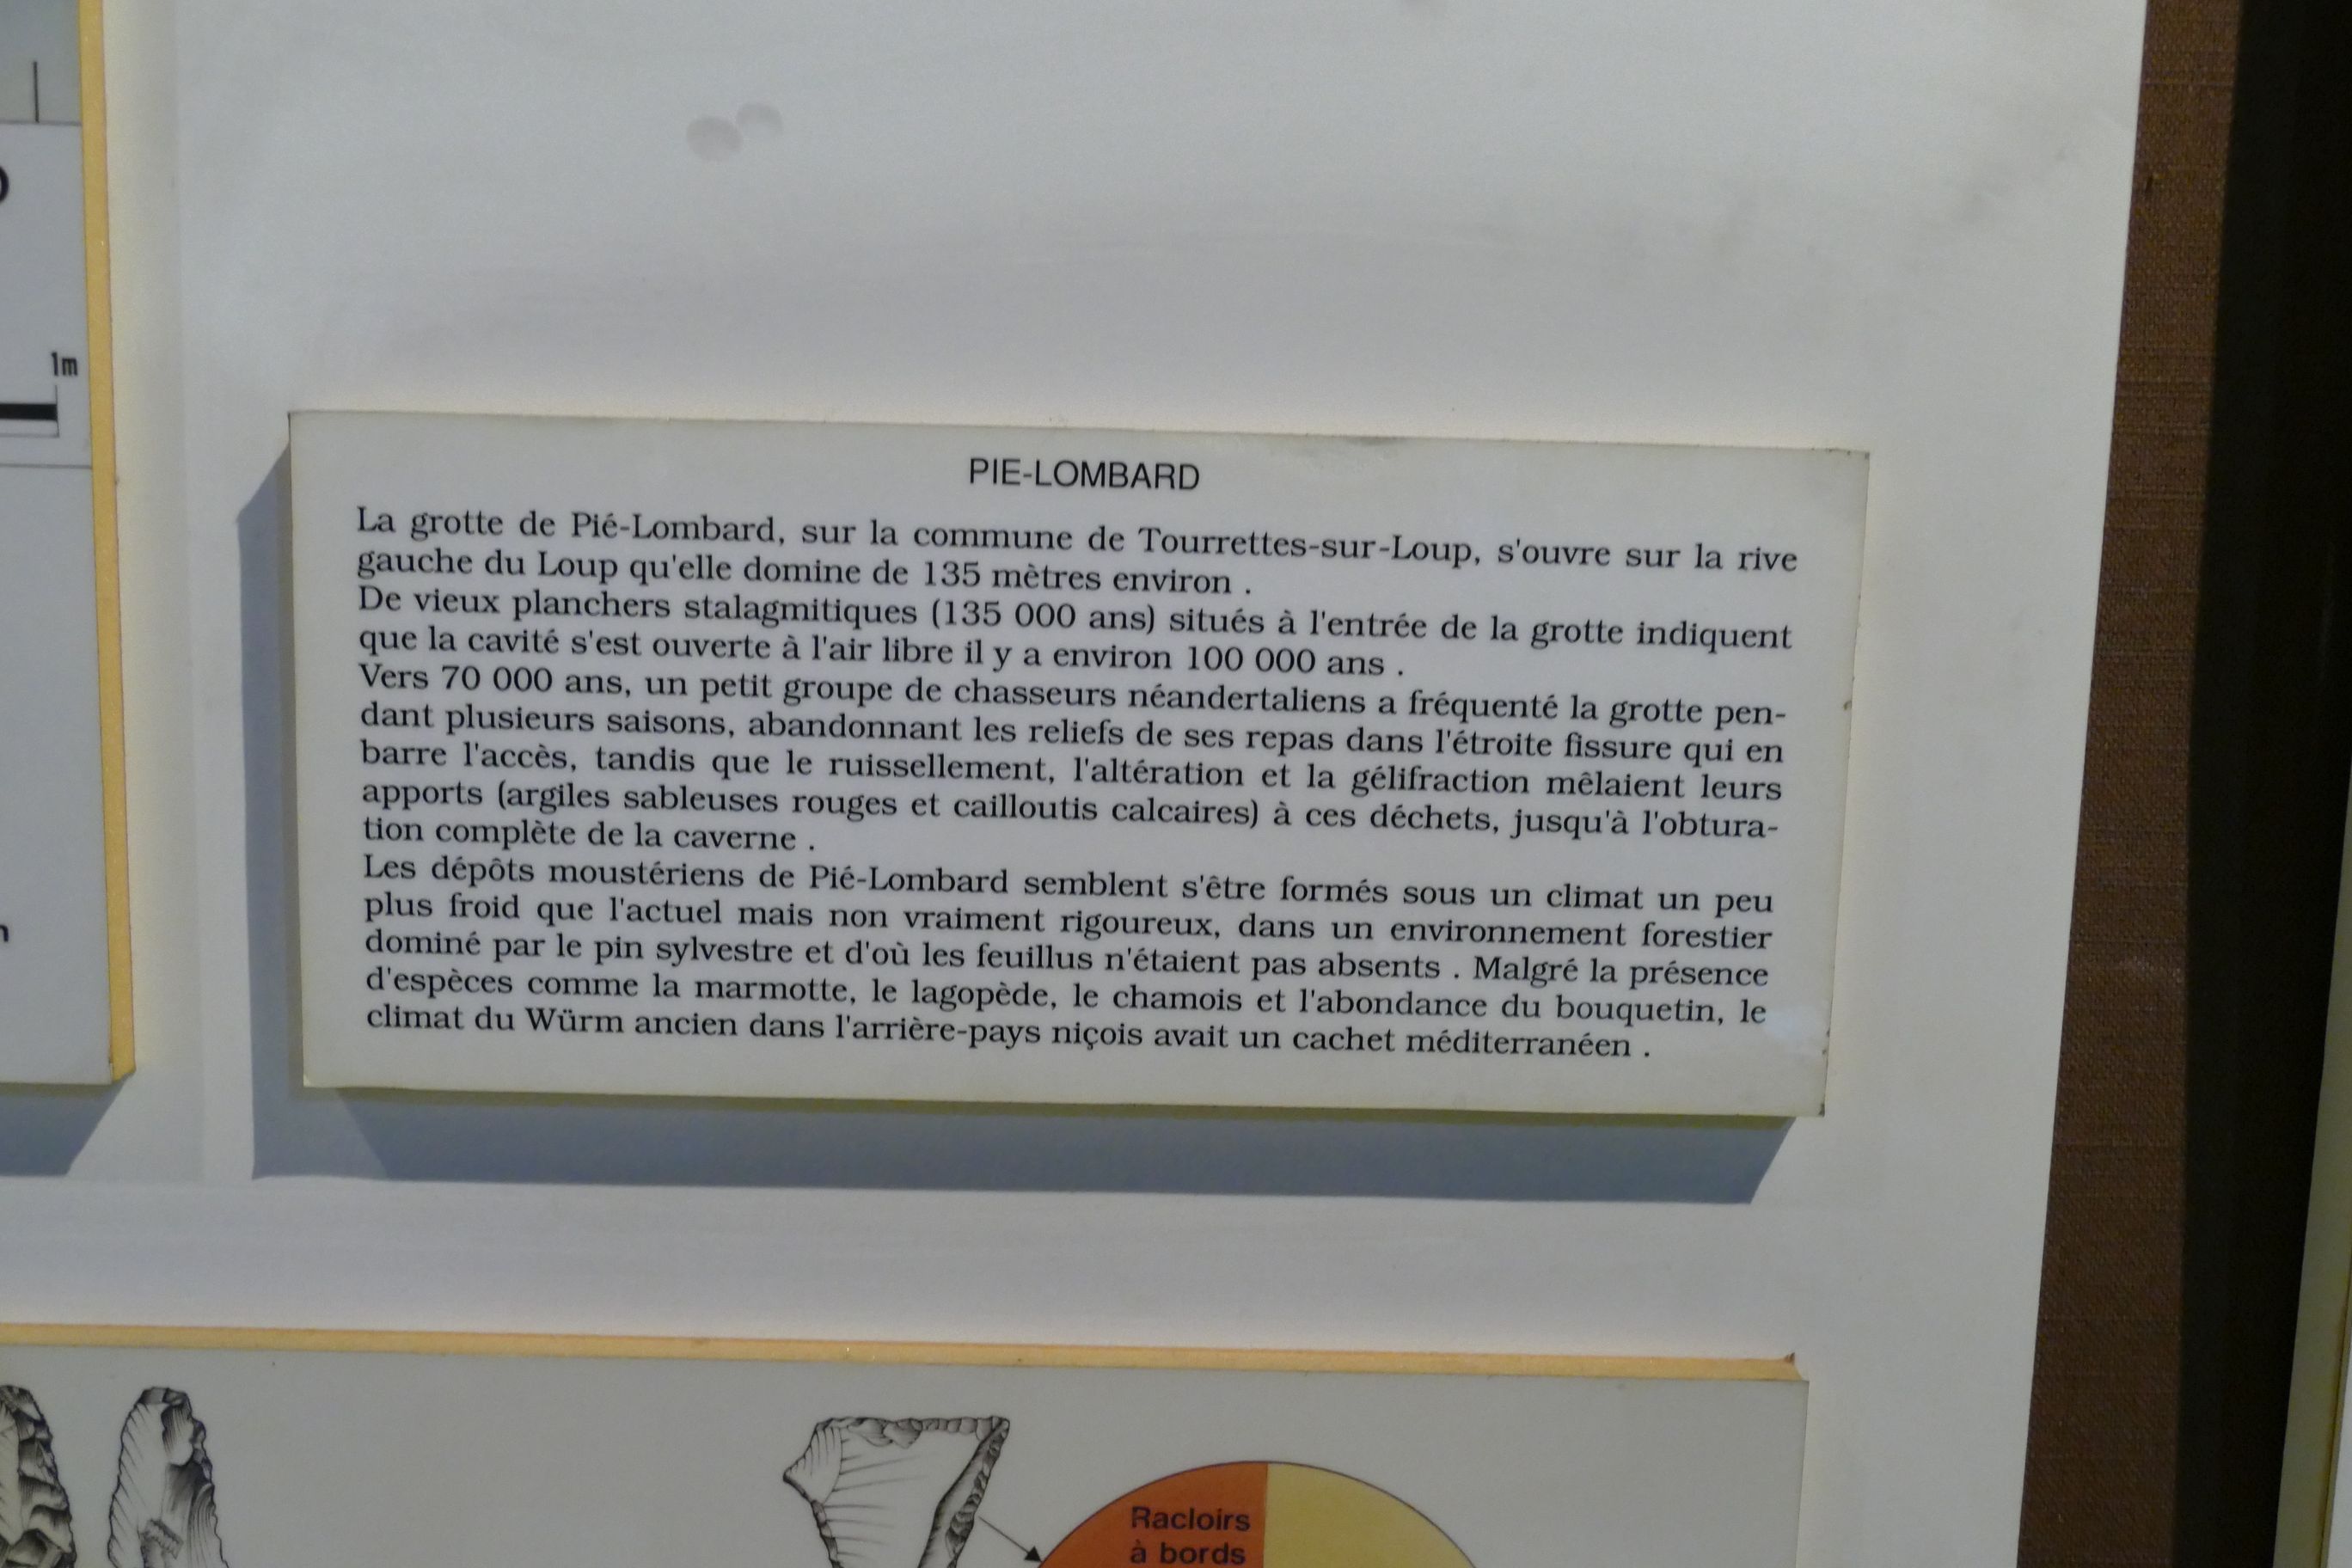 1m
PIE-LOMBARD
La grotte de Pié-Lombard, sur la commune de Tourrettes-sur-Loup, s'ouvre sur la rive
gauche du Loup qu'elle domine de 135 mètres environ .
De vieux planchers stalagmitiques (135 000 ans) situés à l'entrée de la grotte indiquent
que la cavité s'est ouverte à l'air libre il y a environ 100 000 ans .
Vers 70 000 ans, un petit groupe de chasseurs néandertaliens a fréquenté la grotte pen-
dant plusieurs saisons, abandonnant les reliefs de ses repas dans l'étroite fissure qui en
barre l'accès, tandis que le ruissellement, l'altération et la gélifraction mêlaient leurs
apports (argiles sableuses rouges et cailloutis calcaires) à ces déchets, jusqu'à l'obtura-
tion complète de la caverne .
Les dépôts moustériens de Pié-Lombard semblent s'être formés sous un climat un peu
plus froid que l'actuel mais non vraiment rigoureux, dans un environnement forestier
dominé par le pin sylvestre et d'où les feuillus n'étaient pas absents . Malgré la présence
d'espèces comme la marmotte, le lagopède, le chamois et l'abondance du bouquetin, le
climat du Würm ancien dans l'arrière-pays niçois avait un cachet méditerranéen .
Racloirs
à bords